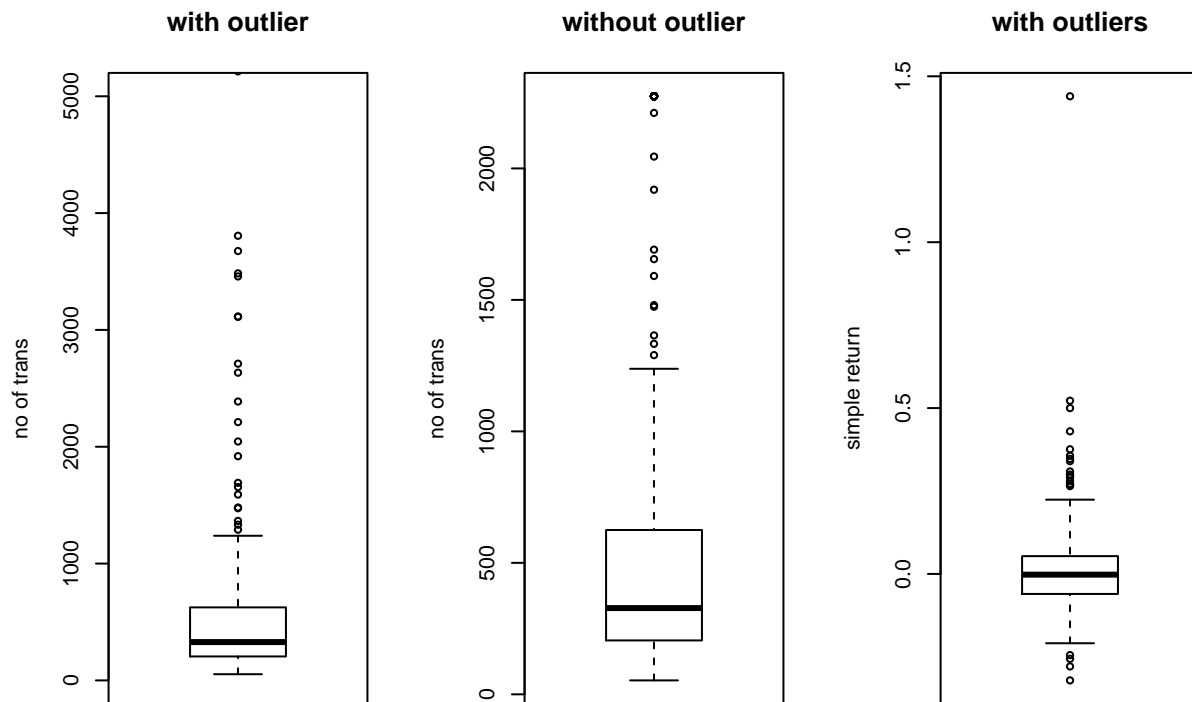 with outlier
without outlier
with outliers
no of trans
0
1000
2000
3000
4000
5000
no of trans
0
500
1000
1500
2000
simple return
0.0
0.5
1.0
1.5